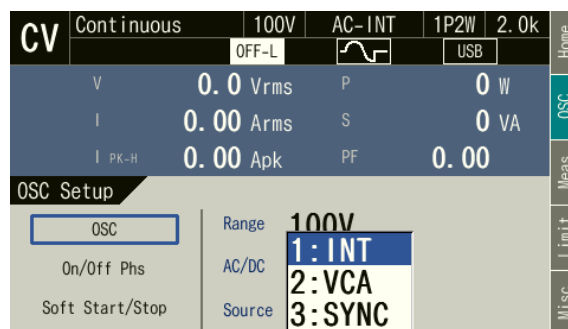 CV Continuous 100V AC-INT 1P2W 2.0k
OFF-L USB
V 0.0 Vrms P 0 W
I 0.00 Arms S 0 VA
I PK-H 0.00 Apk PF 0.00
OSC Setup
OSC Range 100V
1:INT
On/Off Phs AC/DC
2:VCA
Soft Start/Stop Source 3:SYNC
Home
OSC
Meas
Limit
Misc